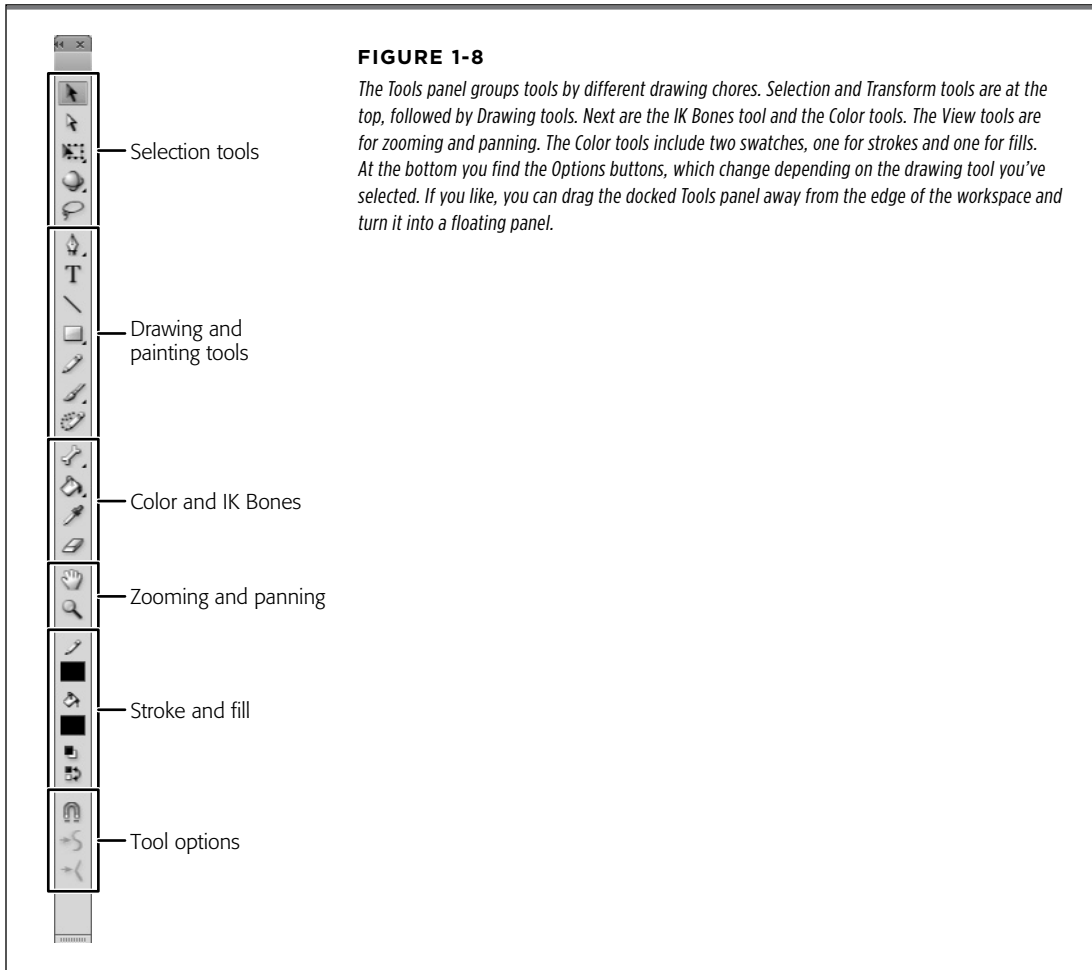 FIGURE 1-8
The Tools panel groups tools by different drawing chores. Selection and Transform tools are at the
top, followed by Drawing tools. Next are the IK Bones tool and the Color tools. The View tools are
for zooming and panning. The Color tools include two swatches, one for strokes and one for fills.
At the bottom you find the Options buttons, which change depending on the drawing tool you've
selected. If you like, you can drag the docked Tools panel away from the edge of the workspace and
turn it into a floating panel.
Selection tools
T
Drawing and
painting tools
Color and IK Bones
Zooming and panning
Stroke and fill
Tool options